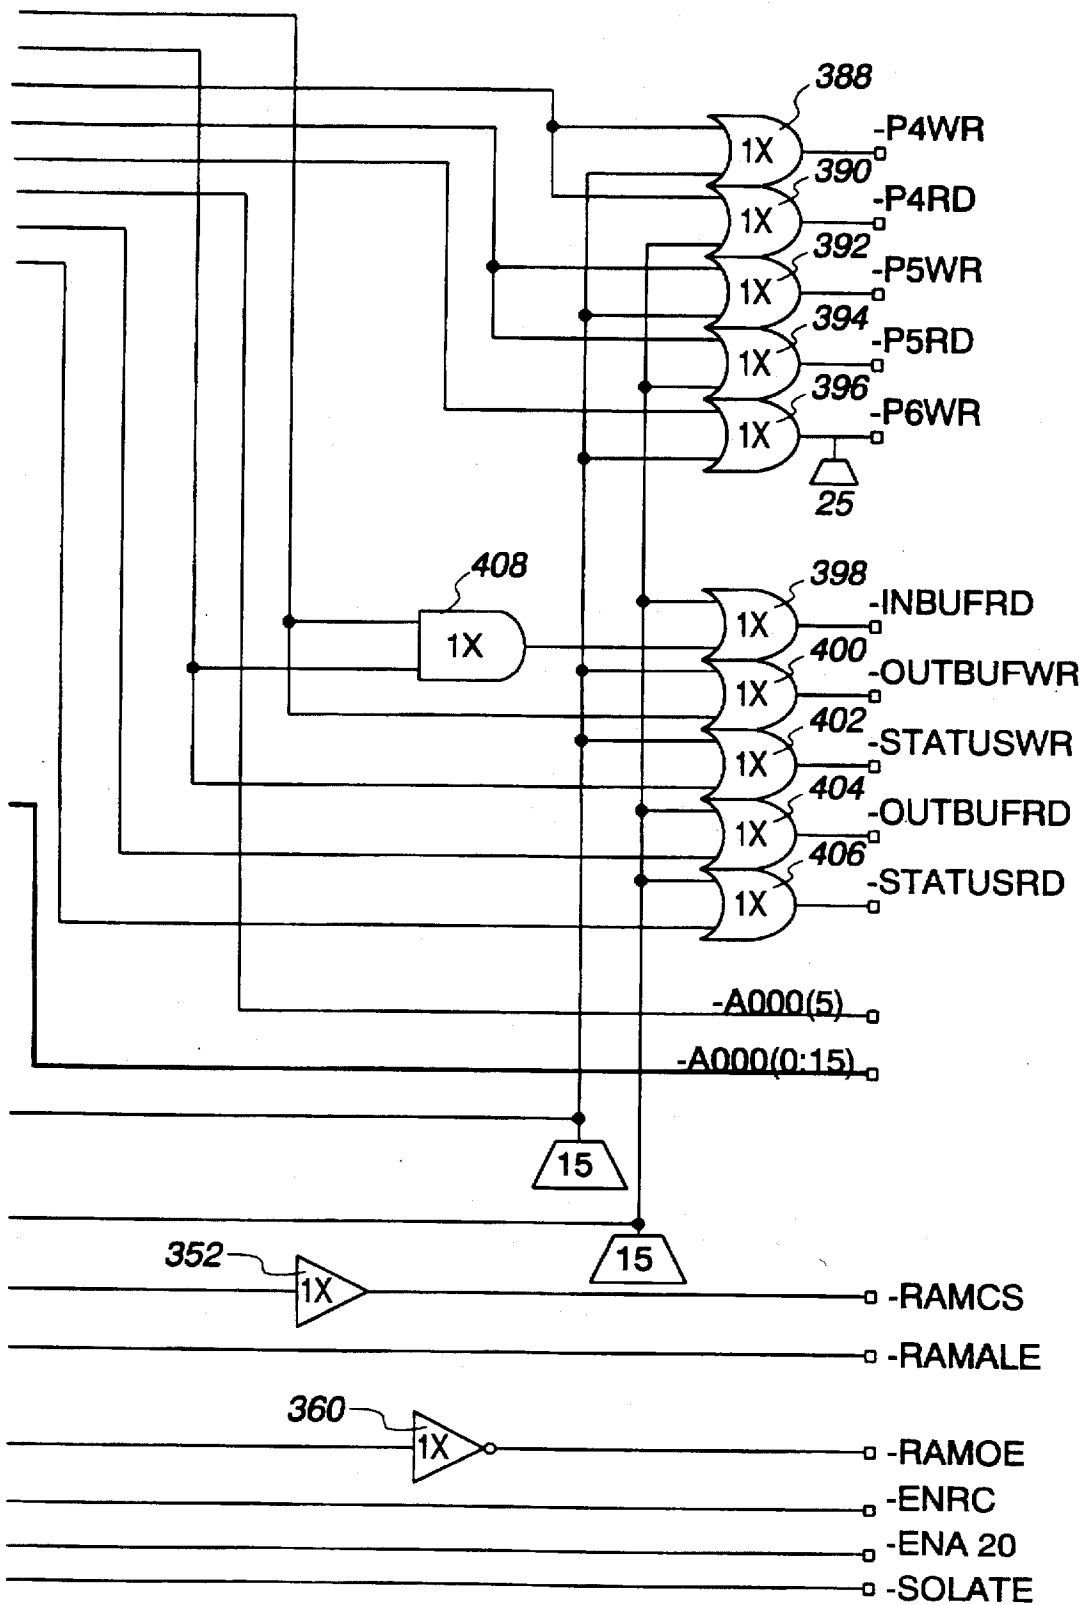 388
1X
-P4WR
390
1X
-P4RD
392
1X
-P5WR
394
1X
-P5RD
396
1X
-P6WR
25
408
1X
398
1X
-INBUFRD
400
1X
-OUTBUFWR
402
1X
-STATUSWR
404
1X
-OUTBUFRD
406
1X
-STATUSRD
-A000(5)
-A000(0:15)
15
15
352
1X
-RAMCS
-RAMALE
360
1X
-RAMOE
-ENRC
-ENA 20
-SOLATE